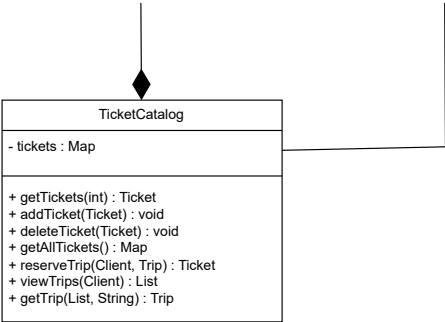 TicketCatalog
- tickets : Map
+ getTickets(int) : Ticket
+ addTicket(Ticket) : void
+ deleteTicket(Ticket) : void
+ getAllTickets() : Map
+ reserveTrip(Client, Trip) : Ticket
+ viewTrips(Client) : List
+ getTrip(List, String) : Trip